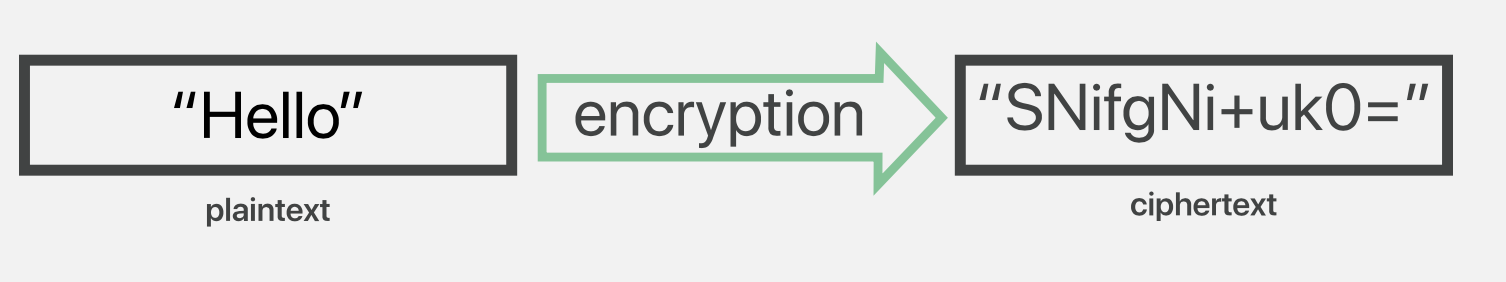 “Hello”
encryption
“SNifgNi+uk0=”
plaintext
ciphertext